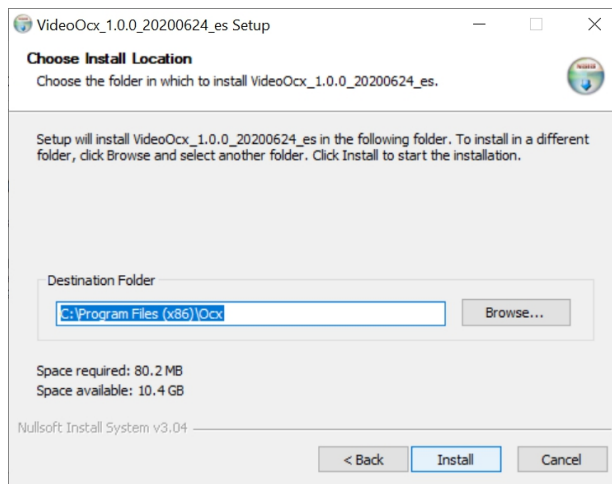 VideoOcx_1.0.0_20200624_es Setup
Choose Install Location
Choose the folder in which to install VideoOcx_1.0.0_20200624_es.
Setup will install VideoOcx_1.0.0_20200624_es in the following folder. To install in a different
folder, click Browse and select another folder. Click Install to start the installation.
Destination Folder
C:\Program Files (x86)\Ocx
Browse...
Space required: 80.2 MB
Space available: 10.4 GB
Nullsoft Install System v3.04
< Back
Install
Cancel